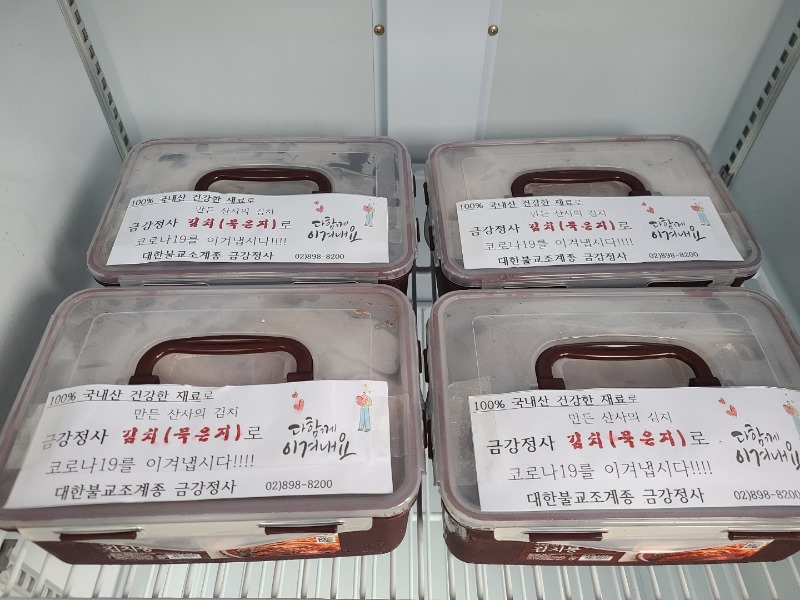 100% 국내산 건강한 재료로
만든 산사의 김치
금강정사 김치(묵은지)로
코로나19를 이겨냅시다!!!!
대한불교조계종 금강정사 02)898-8200
다함께
이겨내요
100% 국내산 건강한 재료로
만든 산사의 김치
금강정사 김치(묵은지)로
코로나19를 이겨냅시다!!!!
대한불교조계종 금강정사 02)898-8200
다함께
이겨내요
100% 국내산 건강한 재료로
만든 산사의 김치
금강정사 김치(묵은지)로
코로나19를 이겨냅시다!!!!
대한불교조계종 금강정사 02)898-8200
다함께
이겨내요
김치통
100% 국내산 건강한 재료로
만든 산사의 김치
금강정사 김치(묵은지)로
코로나19를 이겨냅시다!!!!
대한불교조계종 금강정사 02)898-8200
다함께
이겨내요
김치통